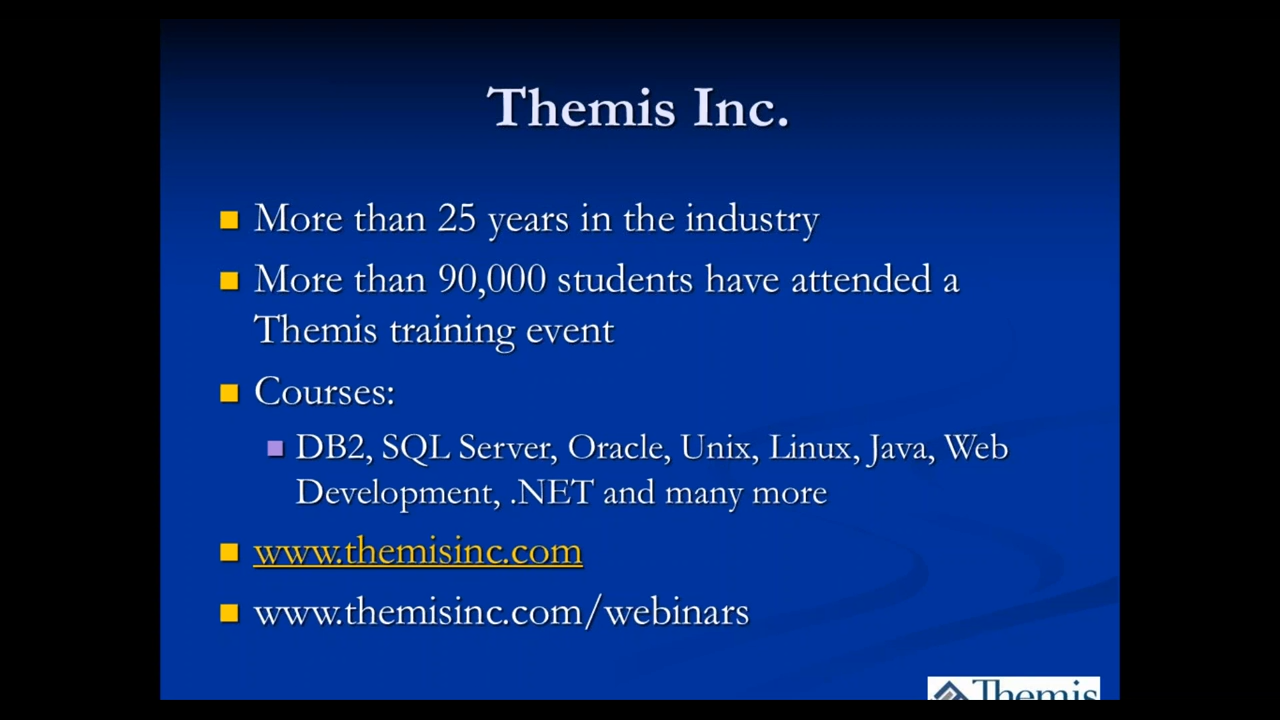 Themis Inc.
More than 25 years in the industry
More than 90,000 students have attended a
Themis training event
Courses:
DB2, SQL Server, Oracle, Unix, Linux, Java, Web
Development, .NET and many more
www.themisinc.com
www.themisinc.com/webinars
Themis